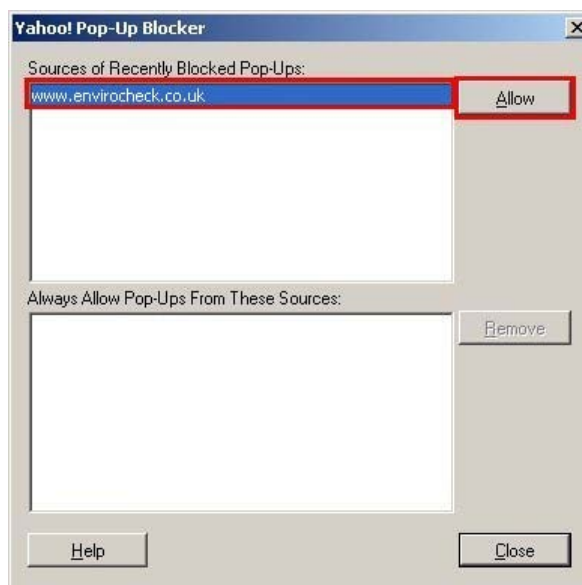 Yahoo! Pop-Up Blocker
Sources of Recently Blocked Pop-Ups:
www.envirocheck.co.uk
Allow
Always Allow Pop-Ups From These Sources:
Remove
Help
Close